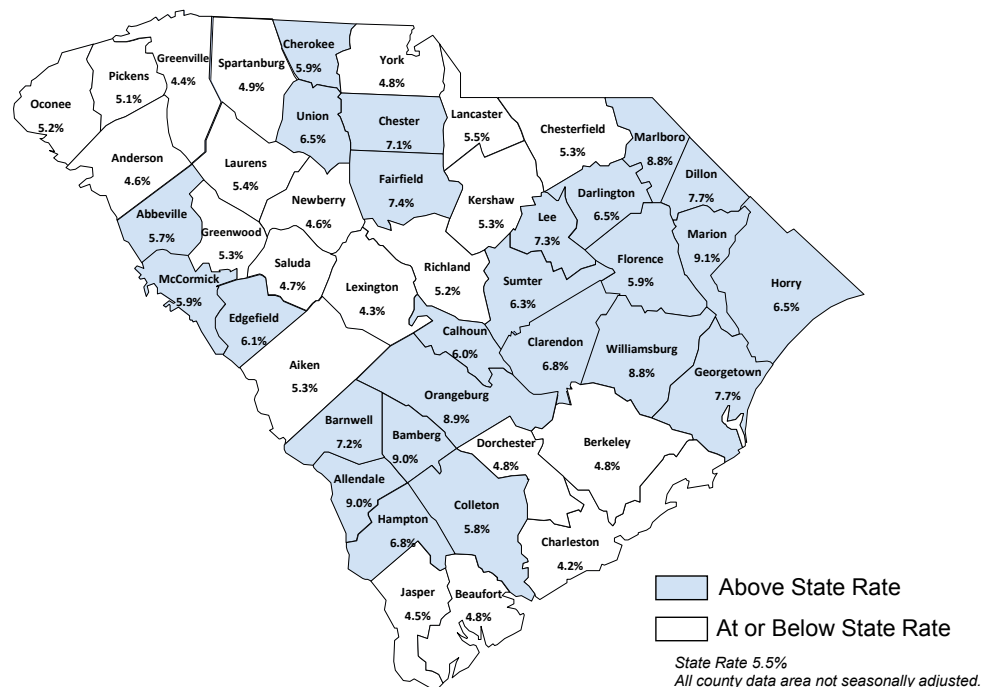 Cherokee
5.9%
York
4.8%
Greenville
4.4%
Spartanburg
4.9%
Pickens
5.1%
Oconee
5.2%
Union
6.5%
Chester
7.1%
Lancaster
5.5%
Chesterfield
5.3%
Marlboro
8.8%
Anderson
4.6%
Laurens
5.4%
Fairfield
7.4%
Kershaw
5.3%
Darlington
6.5%
Dillon
7.7%
Abbeville
5.7%
Greenwood
5.3%
Newberry
4.6%
Lee
7.3%
Marion
9.1%
McCormick
5.9%
Saluda
4.7%
Richland
5.2%
Florence
5.9%
Horry
6.5%
Edgefield
6.1%
Lexington
4.3%
Sumter
6.3%
Aiken
5.3%
Calhoun
6.0%
Clarendon
6.8%
Williamsburg
8.8%
Georgetown
7.7%
Orangeburg
8.9%
Barnwell
7.2%
Bamberg
9.0%
Dorchester
4.8%
Berkeley
4.8%
Allendale
9.0%
Hampton
6.8%
Colleton
5.8%
Charleston
4.2%
Jasper
4.5%
Beaufort
4.8%
Above State Rate
At or Below State Rate
State Rate 5.5%
All county data area not seasonally adjusted.